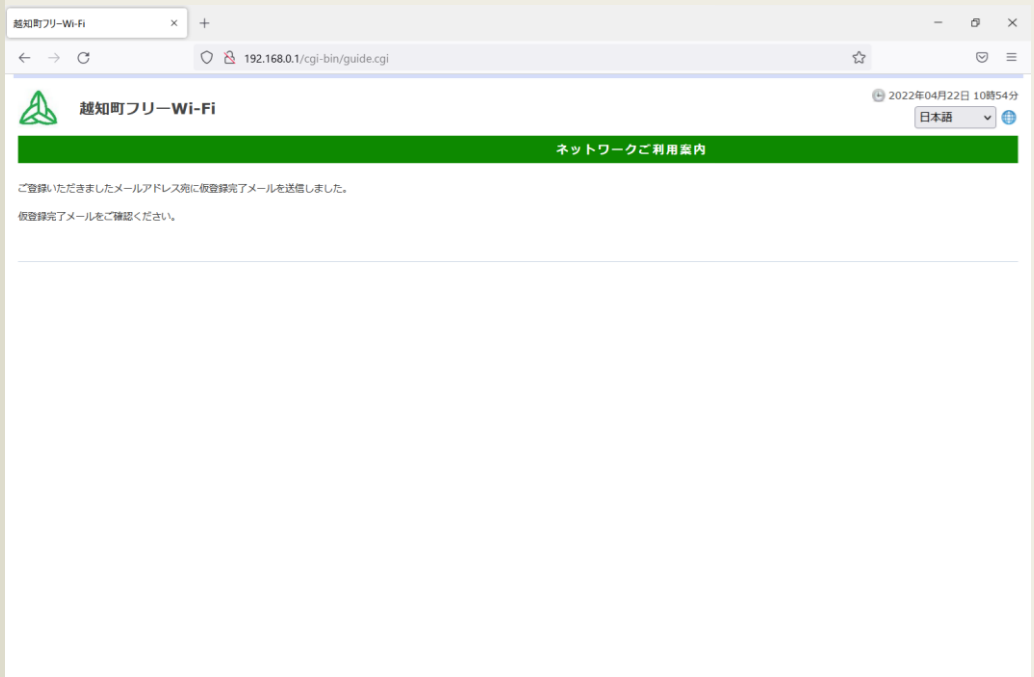 越知町フリーWi-Fi
192.168.0.1/cgi-bin/guide.cgi
越知町フリーWi-Fi
2022年04月22日 10時54分
日本語
ネットワークご利用案内
ご登録いただきましたメールアドレス宛に仮登録完了メールを送信しました。
仮登録完了メールをご確認ください。